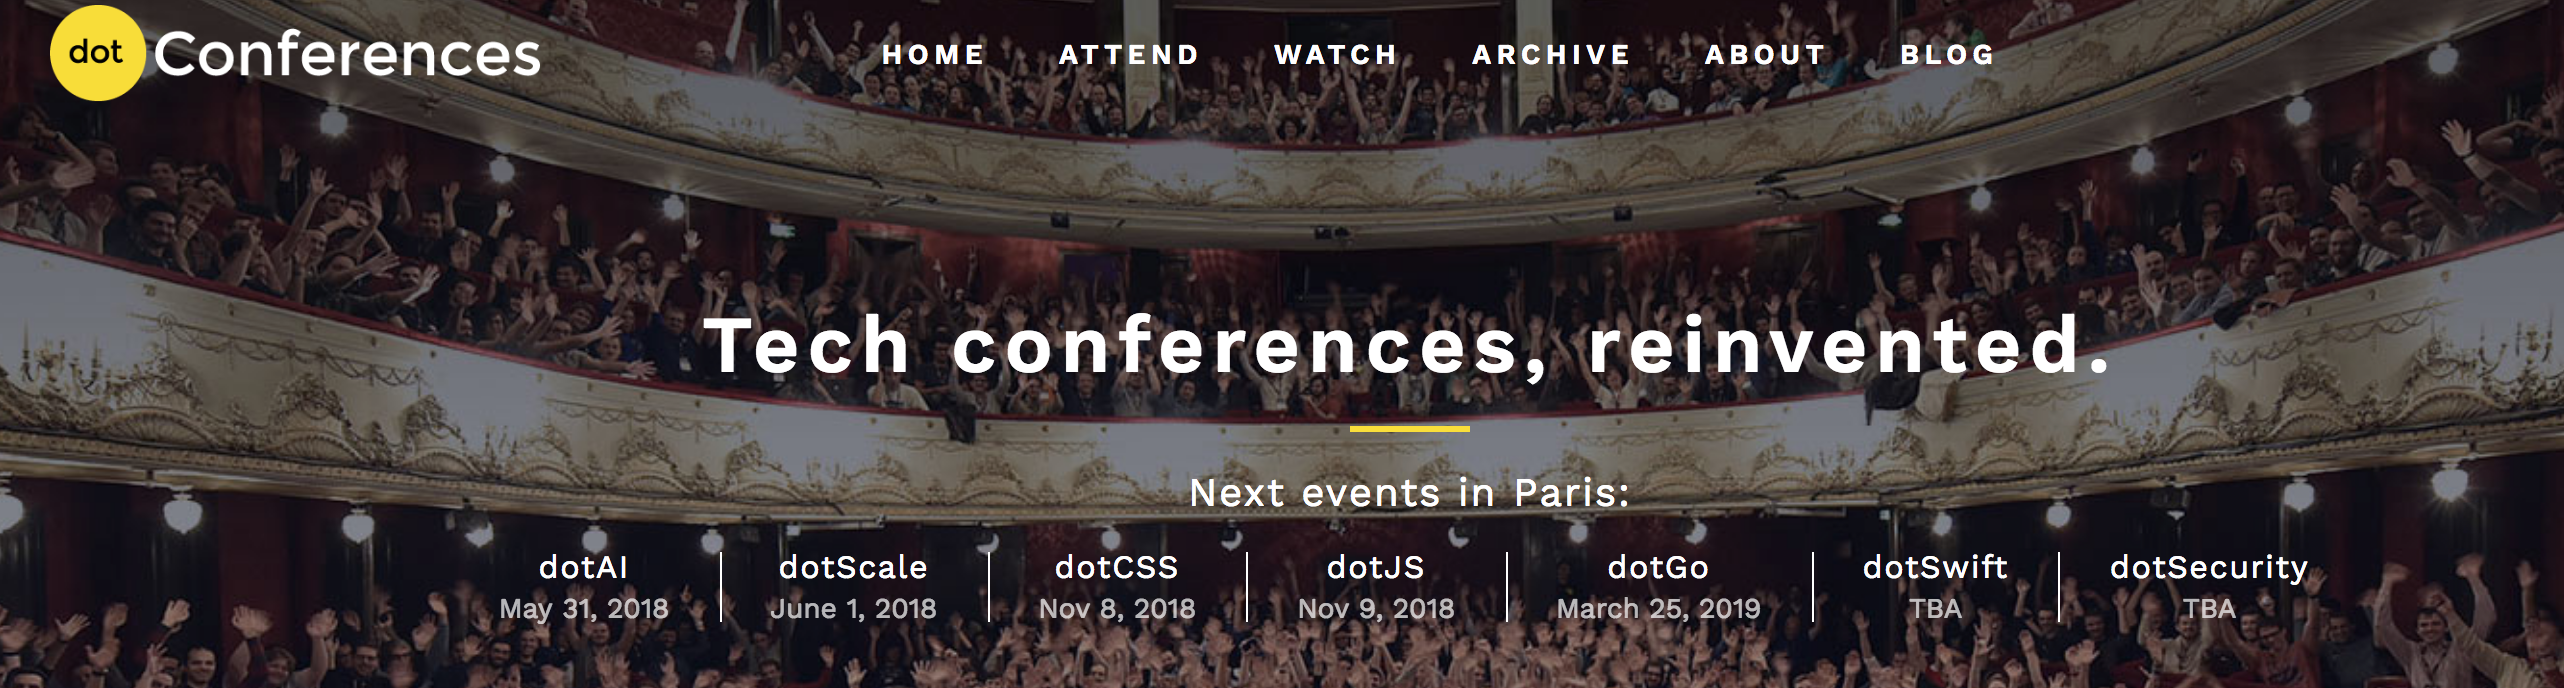 dot Conferences
HOME ATTEND WATCH ARCHIVE ABOUT BLOG
Tech conferences, reinvented.
Next events in Paris:
dotAI dotScale dotCSS dotJS dotGo dotSwift dotSecurity
May 31, 2018 June 1, 2018 Nov 8, 2018 Nov 9, 2018 March 25, 2019 TBA TBA